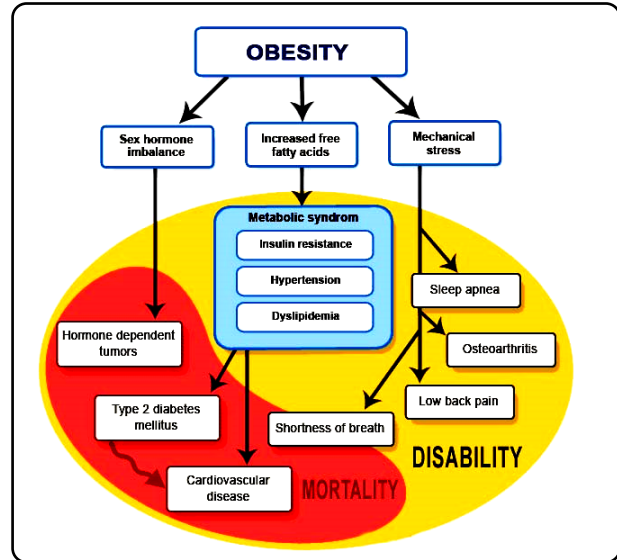 OBESITY
Sex hormone
imbalance
Increased free
fatty acids
Mechanical
stress
Metabolic syndrom
Insulin resistance
Hypertension
Dyslipidemia
Sleep apnea
Hormone dependent
tumors
Osteoarthritis
Type 2 diabetes
mellitus
Low back pain
Shortness of breath
DISABILITY
Cardiovascular
disease
MORTALITY